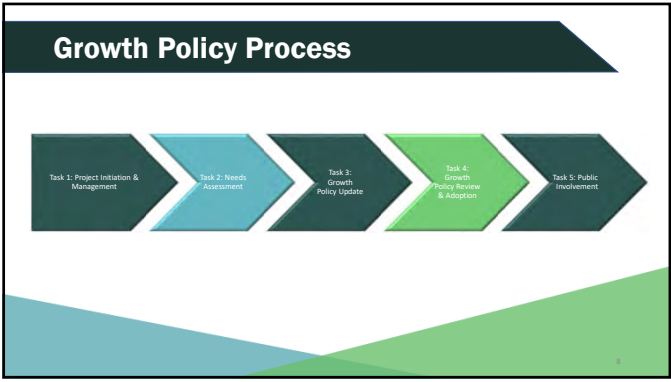 Growth Policy Process
Task 1: Project Initiation &
Management
Task 2: Needs
Assessment
Task 3:
Growth
Policy Update
Task 4:
Growth
Policy Review
& Adoption
Task 5: Public
Involvement
8